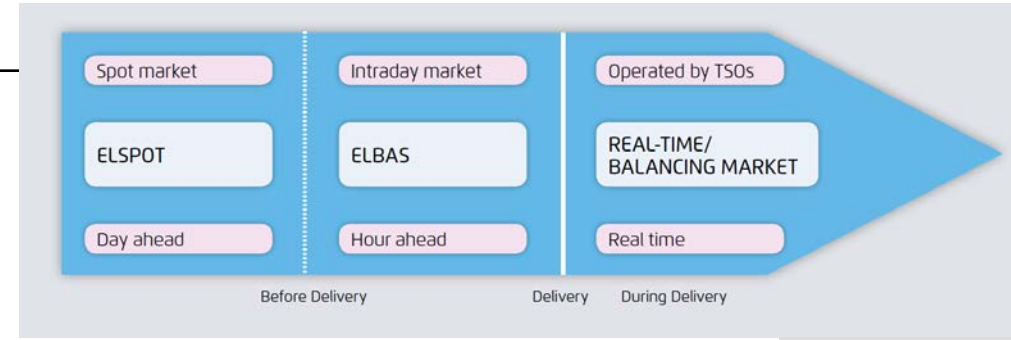 Spot market
Intraday market
Operated by TSOs
ELSPOT
ELBAS
REAL-TIME/
BALANCING MARKET
Day ahead
Hour ahead
Real time
Before Delivery
Delivery
During Delivery